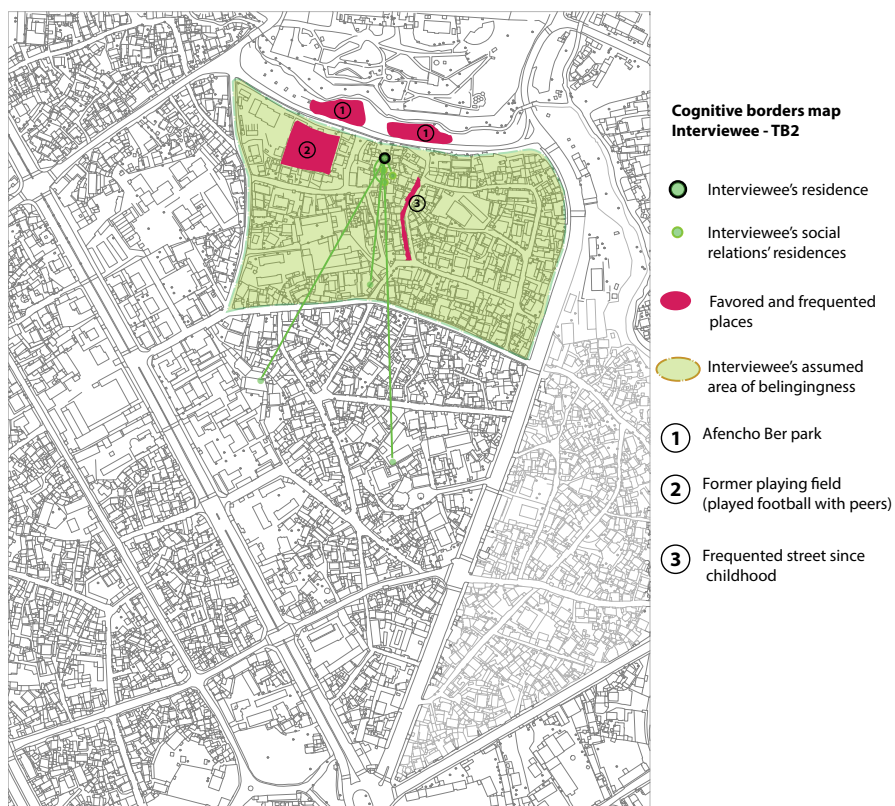 1
1
2
3
Cognitive borders map
Interviewee - TB2
Interviewee's residence
Interviewee's social
relations' residences
Favored and frequented
places
Interviewee's assumed
area of belingingness
1 Afencho Ber park
2 Former playing field
(played football with peers)
3 Frequented street since
childhood